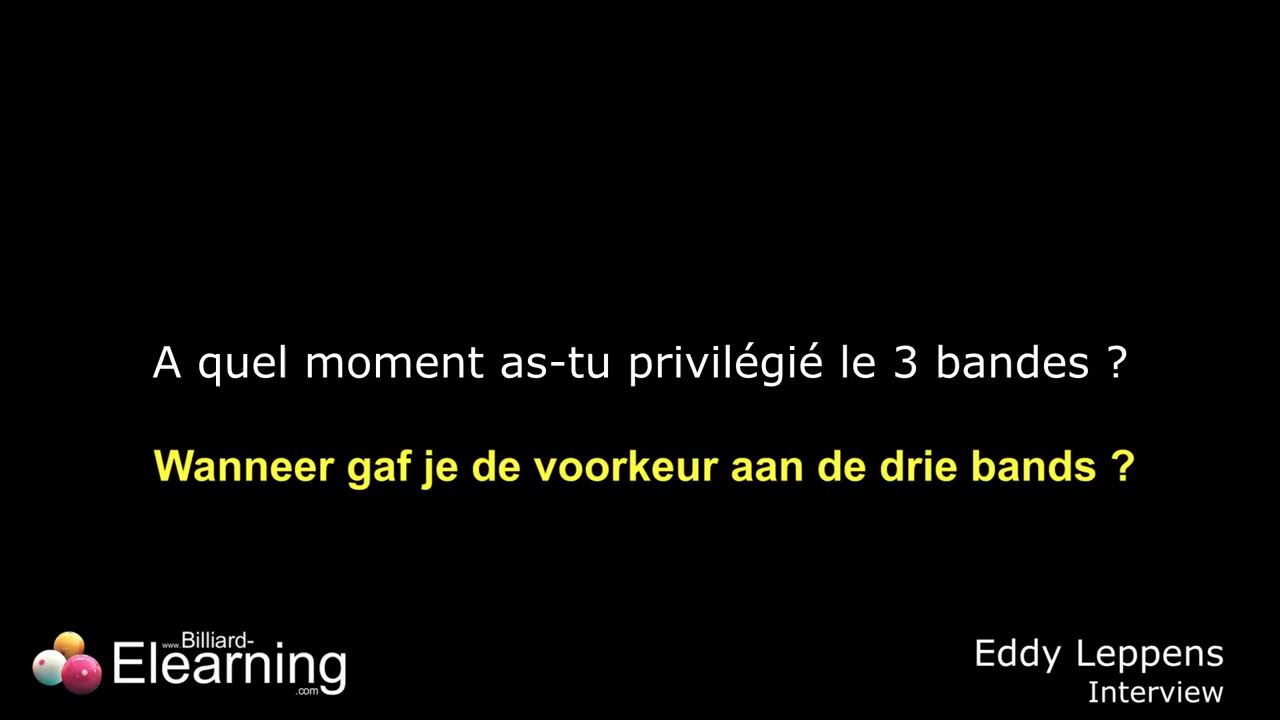 A quel moment as-tu privilégié le 3 bandes ?
Wanneer gaf je de voorkeur aan de drie bands ?
www.Billiard-
Elearning
.com
Eddy Leppens
Interview